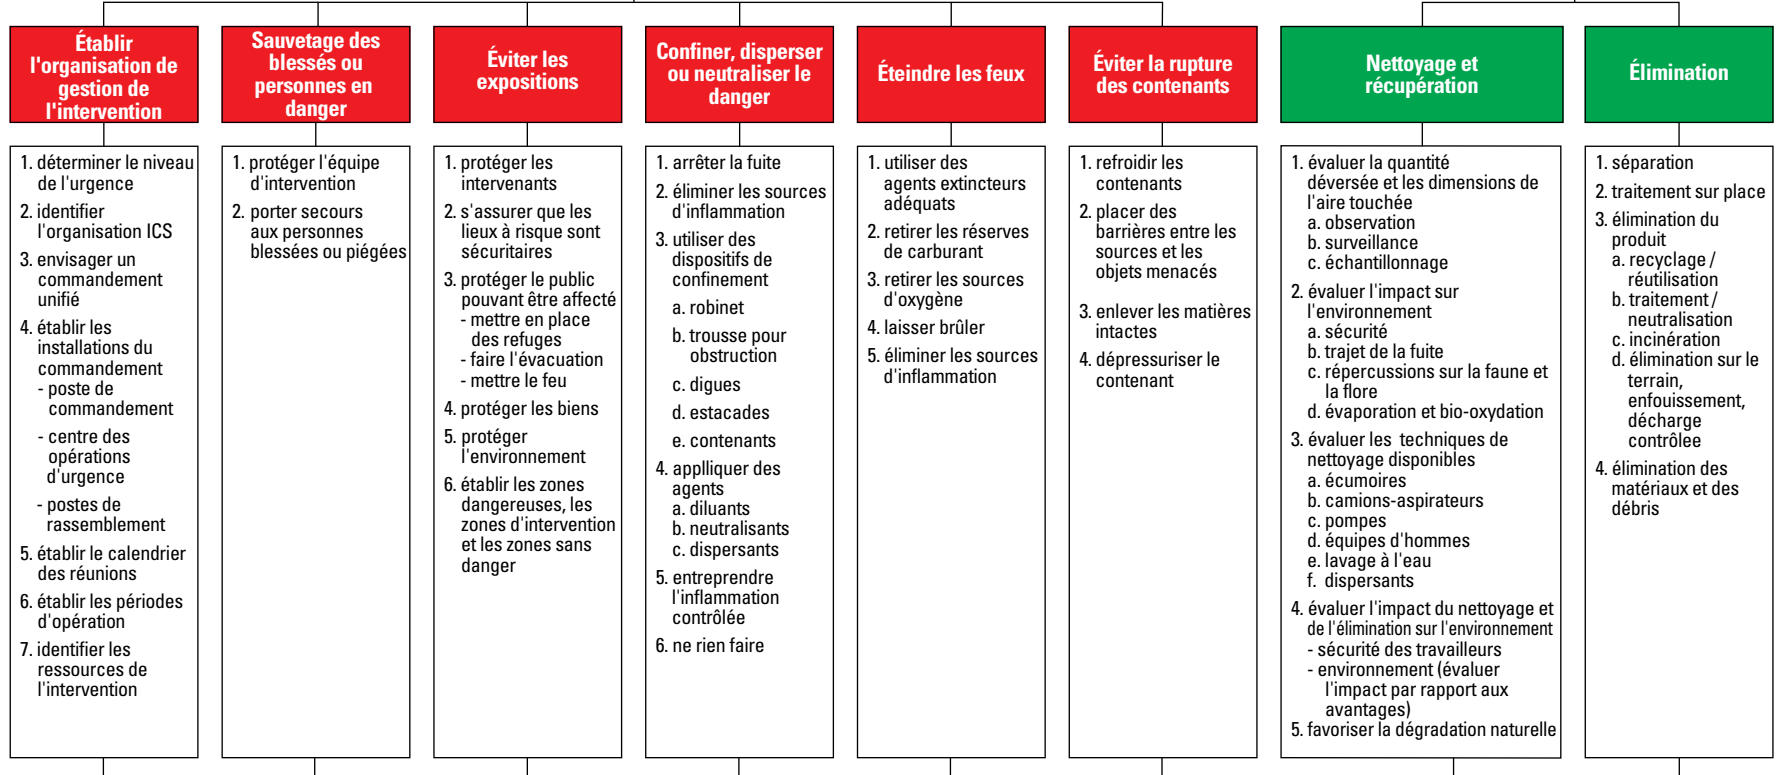 Établir
l'organisation de
gestion de
l'intervention
1. déterminer le niveau
de l'urgence
2. identifier
l'organisation ICS
3. envisager un
commandement
unifié
4. établir les
installations du
commandement
- poste de
commandement
- centre des
opérations
d'urgence
- postes de
rassemblement
5. établir le calendrier
des réunions
6. établir les périodes
d'opération
7. identifier les
ressources de
l'intervention
Sauvetage des
blessés ou
personnes en
danger
1. protéger l'équipe
d'intervention
2. porter secours
aux personnes
blessées ou piégées
Éviter les
expositions
1. protéger les
intervenants
2. s'assurer que les
lieux à risque sont
sécuritaires
3. protéger le public
pouvant être affecté
- mettre en place
des refuges
- faire l'évacuation
- mettre le feu
4. protéger les biens
5. protéger
l'environnement
6. établir les zones
dangereuses, les
zones d'intervention
et les zones sans
danger
Confiner, disperser
ou neutraliser le
danger
1. arrêter la fuite
2. éliminer les sources
d'inflammation
3. utiliser des
dispositifs de
confinement
a. robinet
b. trousse pour
obstruction
c. digues
d. estacades
e. contenants
4. appliquer des
agents
a. diluants
b. neutralisants
c. dispersants
5. entreprendre
l'inflammation
contrôlée
6. ne rien faire
Éteindre les feux
1. utiliser des
agents extincteurs
adéquats
2. retirer les réserves
de carburant
3. retirer les sources
d'oxygène
4. laisser brûler
5. éliminer les sources
d'inflammation
Éviter la rupture
des contenants
1. refroidir les
contenants
2. placer des
barrières entre les
sources et les
objets menacés
3. enlever les matières
intactes
4. dépressuriser le
contenant
Nettoyage et
récupération
1. évaluer la quantité
déversée et les dimensions de
l'aire touchée
a. observation
b. surveillance
c. échantillonnage
2. évaluer l'impact sur
l'environnement
a. sécurité
b. trajet de la fuite
c. répercussions sur la faune et
la flore
d. évaporation et bio-oxydation
3. évaluer les techniques de
nettoyage disponibles
a. écumoires
b. camions-aspirateurs
c. pompes
d. équipes d'hommes
e. lavage à l'eau
f. dispersants
4. évaluer l'impact du nettoyage et
de l'élimination sur l'environnement
- sécurité des travailleurs
- environnement (évaluer
l'impact par rapport aux
avantages)
5. favoriser la dégradation naturelle
Élimination
1. séparation
2. traitement sur place
3. élimination du
produit
a. recyclage /
réutilisation
b. traitement /
neutralisation
c. incinération
d. élimination sur le
terrain,
enfouissement,
décharge
contrôlee
4. élimination des
matériaux et des
débris